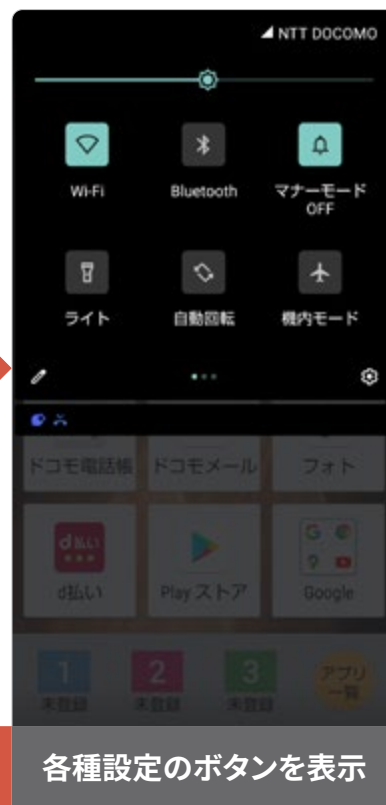 NTT DOCOMO
Wi-Fi
Bluetooth
マナーモード
OFF
ライト
自動回転
機内モード
ドコモ電話帳
ドコモメール
フォト
d払い
d払い
Play ストア
Google
1
未登録
2
未登録
3
未登録
アプリ
一覧
各種設定のボタンを表示